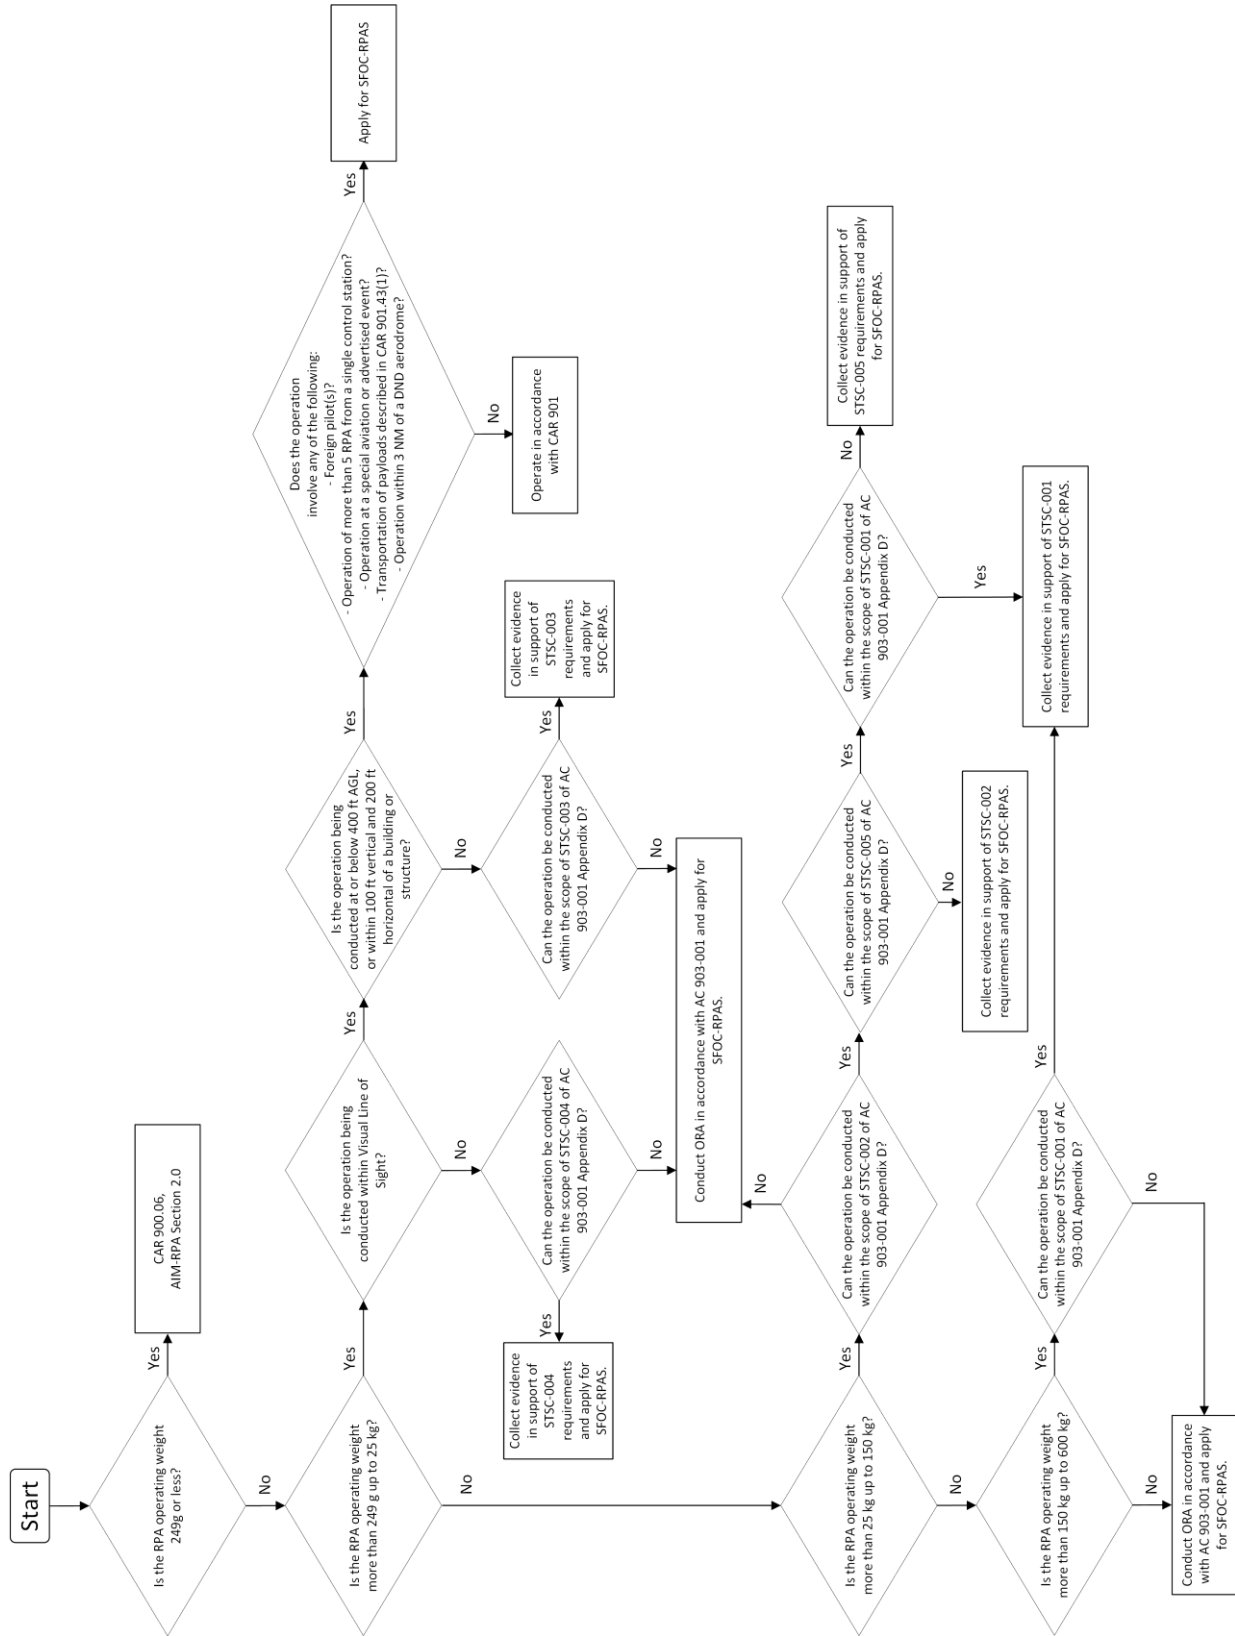 Start
Is the RPA operating weight
249g or less?
Yes
CAR 900.06,
AIM-RPA Section 2.0
No
Is the RPA operating weight
more than 249 g up to 25 kg?
Yes
Is the operation being
conducted within Visual Line of
Sight?
Yes
Is the operation being
conducted at or below 400 ft AGL,
or within 100 ft vertical and 200 ft
horizontal of a building or
structure?
Yes
Does the operation
involve any of the following:
- Foreign pilot(s)?
- Operation of more than 5 RPA from a single control station?
- Operation at a special aviation or advertised event?
- Transportation of payloads described in CAR 901.43(1)?
- Operation within 3 NM of a DND aerodrome?
Yes
Apply for SFOC-RPAS
No
Operate in accordance
with CAR 901
No
Can the operation be conducted
within the scope of STSC-004 of AC
903-001 Appendix D?
Yes
Collect evidence
in support of
STSC-004
requirements
and apply for
SFOC-RPAS.
No
No
Can the operation be conducted
within the scope of STSC-003 of AC
903-001 Appendix D?
Yes
Collect evidence
in support of
STSC-003
requirements
and apply for
SFOC-RPAS.
No
Conduct ORA in accordance with AC 903-001 and apply for
SFOC-RPAS.
No
Is the RPA operating weight
more than 25 kg up to 150 kg?
Yes
Can the operation be conducted
within the scope of STSC-002 of AC
903-001 Appendix D?
No
Yes
Can the operation be conducted
within the scope of STSC-005 of AC
903-001 Appendix D?
No
Collect evidence in support of STSC-002
requirements and apply for SFOC-RPAS.
Yes
Can the operation be conducted
within the scope of STSC-001 of AC
903-001 Appendix D?
No
Collect evidence in support of
STSC-005 requirements and apply
for SFOC-RPAS.
Yes
Collect evidence in support of STSC-001
requirements and apply for SFOC-RPAS.
No
Is the RPA operating weight
more than 150 kg up to 600 kg?
Yes
Can the operation be conducted
within the scope of STSC-001 of AC
903-001 Appendix D?
Yes
No
No
Conduct ORA in accordance
with AC 903-001 and apply
for SFOC-RPAS.